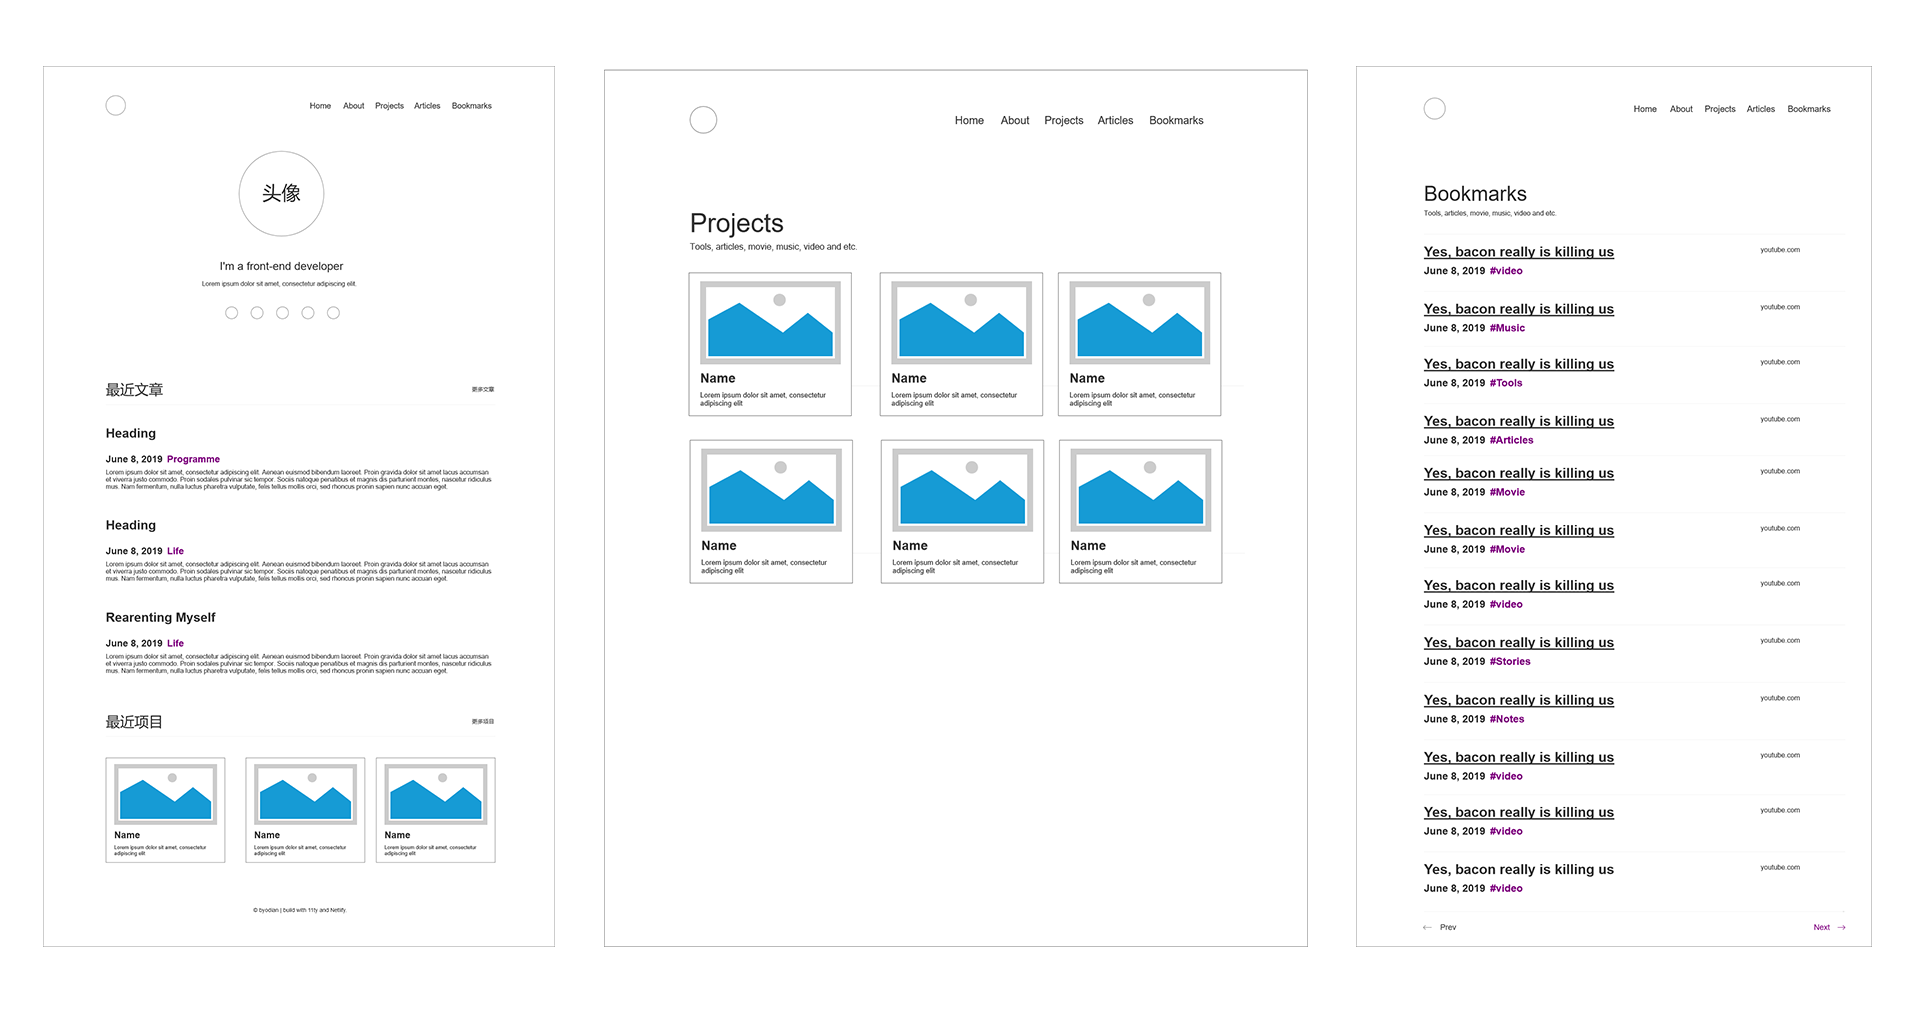 Home About Projects Articles Bookmarks
头像
I'm a front-end developer
Lorem ipsum dolor sit amet, consectetur adipiscing elit.
最近文章 更多文章
Heading
June 8, 2019 Programme
Lorem ipsum dolor sit amet, consectetur adipiscing elit. Aenean euismod bibendum laoreet. Proin gravida dolor sit amet lacus accumsan
et viverra justo commodo. Proin sodales pulvinar sic tempor. Sociis natoque penatibus et magnis dis parturient montes, nascetur ridiculus
mus. Nam fermentum, nulla luctus pharetra vulputate, felis tellus mollis orci, sed rhoncus pronin sapien nunc accuan eget.
Heading
June 8, 2019 Life
Lorem ipsum dolor sit amet, consectetur adipiscing elit. Aenean euismod bibendum laoreet. Proin gravida dolor sit amet lacus accumsan
et viverra justo commodo. Proin sodales pulvinar sic tempor. Sociis natoque penatibus et magnis dis parturient montes, nascetur ridiculus
mus. Nam fermentum, nulla luctus pharetra vulputate, felis tellus mollis orci, sed rhoncus pronin sapien nunc accuan eget.
Rearenting Myself
June 8, 2019 Life
Lorem ipsum dolor sit amet, consectetur adipiscing elit. Aenean euismod bibendum laoreet. Proin gravida dolor sit amet lacus accumsan
et viverra justo commodo. Proin sodales pulvinar sic tempor. Sociis natoque penatibus et magnis dis parturient montes, nascetur ridiculus
mus. Nam fermentum, nulla luctus pharetra vulputate, felis tellus mollis orci, sed rhoncus pronin sapien nunc accuan eget.
最近项目 更多项目
Name
Lorem ipsum dolor sit amet, consectetur
adipiscing elit
Name
Lorem ipsum dolor sit amet, consectetur
adipiscing elit
Name
Lorem ipsum dolor sit amet, consectetur
adipiscing elit
© byodian | build with 11ty and Netlify.
Home About Projects Articles Bookmarks
Projects
Tools, articles, movie, music, video and etc.
Name
Lorem ipsum dolor sit amet, consectetur
adipiscing elit
Name
Lorem ipsum dolor sit amet, consectetur
adipiscing elit
Name
Lorem ipsum dolor sit amet, consectetur
adipiscing elit
Name
Lorem ipsum dolor sit amet, consectetur
adipiscing elit
Name
Lorem ipsum dolor sit amet, consectetur
adipiscing elit
Name
Lorem ipsum dolor sit amet, consectetur
adipiscing elit
Home About Projects Articles Bookmarks
Bookmarks
Tools, articles, movie, music, video and etc.
Yes, bacon really is killing us youtube.com
June 8, 2019 #video
Yes, bacon really is killing us youtube.com
June 8, 2019 #Music
Yes, bacon really is killing us youtube.com
June 8, 2019 #Tools
Yes, bacon really is killing us youtube.com
June 8, 2019 #Articles
Yes, bacon really is killing us youtube.com
June 8, 2019 #Movie
Yes, bacon really is killing us youtube.com
June 8, 2019 #Movie
Yes, bacon really is killing us youtube.com
June 8, 2019 #video
Yes, bacon really is killing us youtube.com
June 8, 2019 #Stories
Yes, bacon really is killing us youtube.com
June 8, 2019 #Notes
Yes, bacon really is killing us youtube.com
June 8, 2019 #video
Yes, bacon really is killing us youtube.com
June 8, 2019 #video
Yes, bacon really is killing us youtube.com
June 8, 2019 #video
← Prev Next →